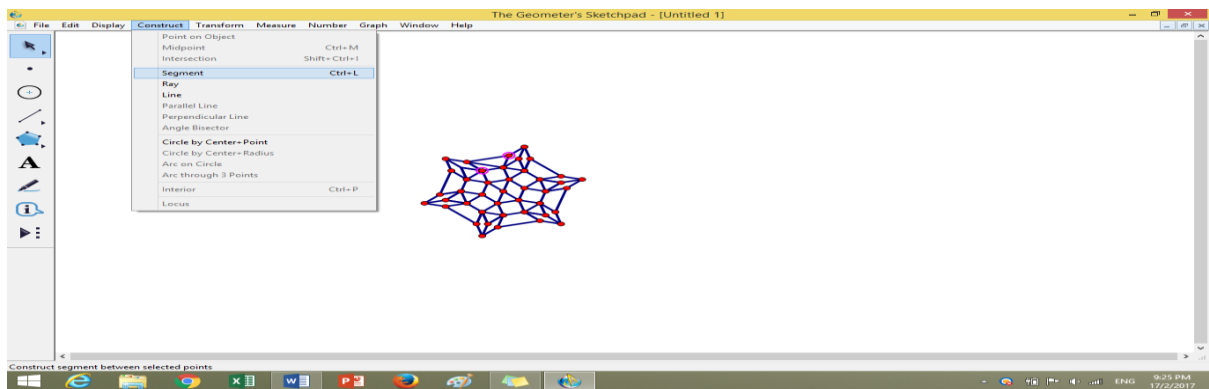 The Geometer's Sketchpad - [Untitled 1]
File Edit Display Construct Transform Measure Number Graph Window Help
Point on Object
Midpoint Ctrl+M
Intersection Shift+Ctrl+I
Segment Ctrl+L
Ray
Line
Parallel Line
Perpendicular Line
Angle Bisector
Circle by Center+Point
Circle by Center+Radius
Arc on Circle
Arc through 3 Points
Interior Ctrl+P
Locus
A
Construct segment between selected points
ENG
9:25 PM
17/2/2017